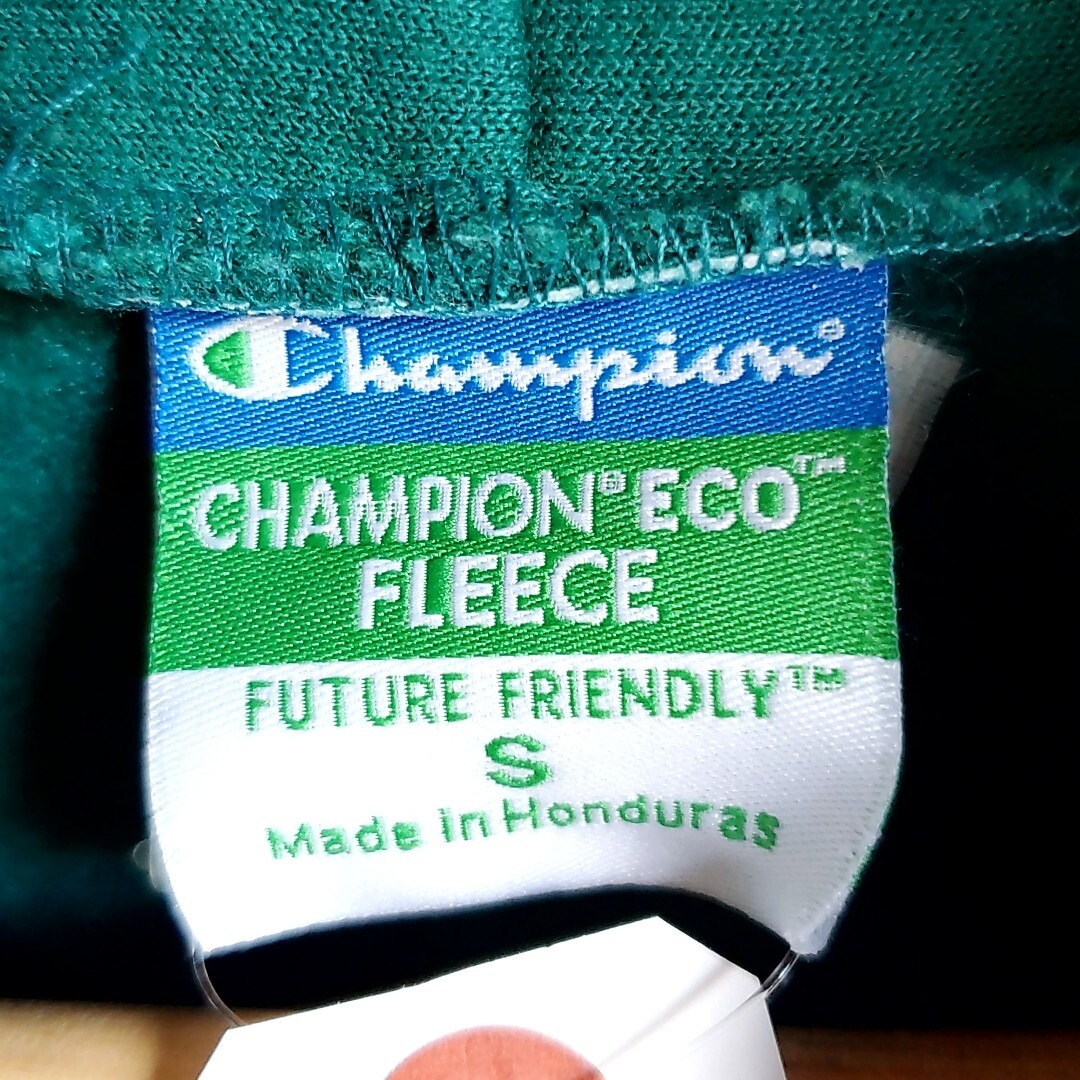 Champion®
CHAMPION® ECO™
FLEECE
FUTURE FRIENDLY™
S
Made in Honduras